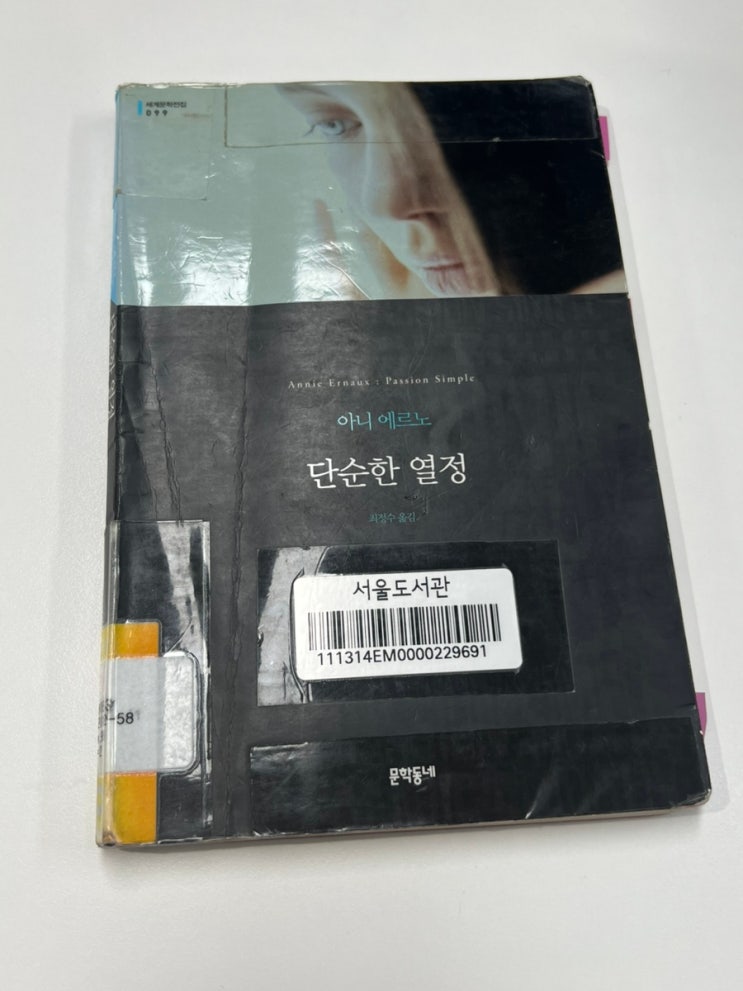 세계문학전집
099
Annie Ernaux : Passion Simple
아니 에르노
단순한 열정
최정수 옮김
서울도서관
111314EM0000229691
-58
문학동네